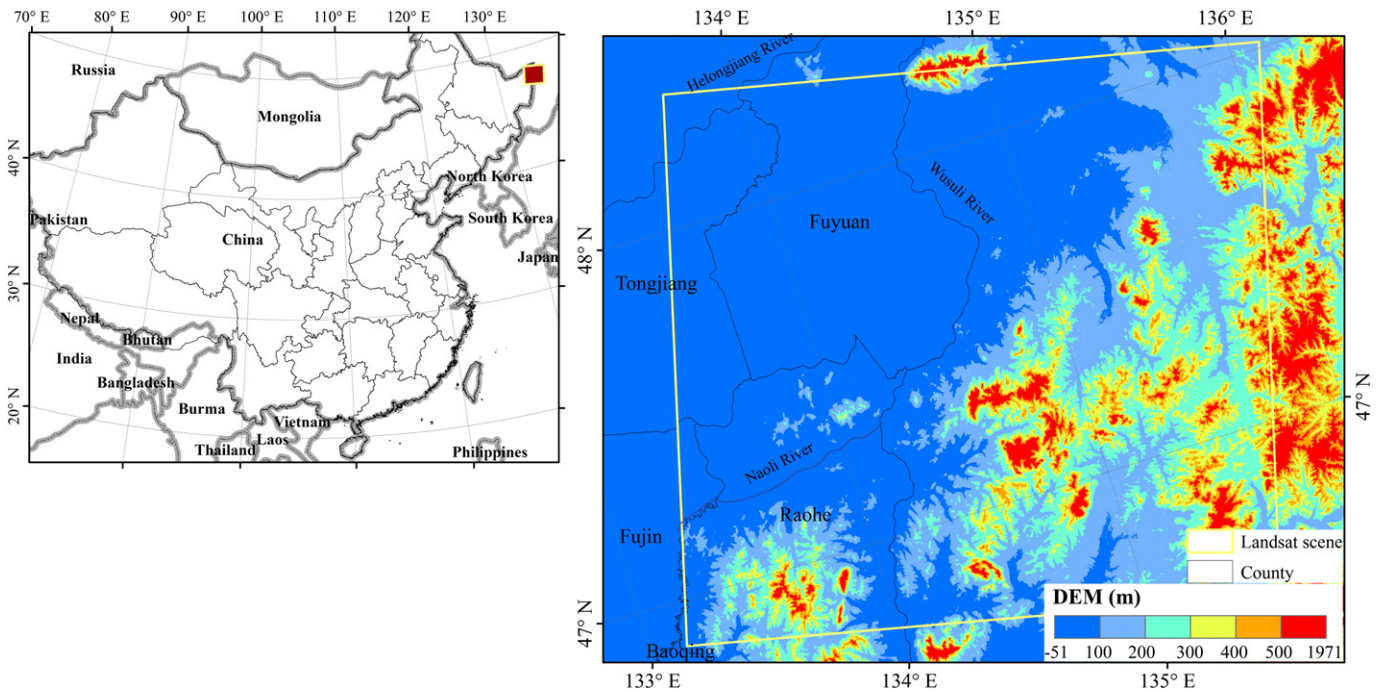 70° E
80° E
90° E
100° E
110° E
120° E
130° E
Russia
Mongolia
40° N
North Korea
Pakistan
South Korea
China
Japan
30° N
Nepal
Bhutan
India
Bangladesh
20° N
Burma
Vietnam
Laos
Thailand
Philippines
134° E
135° E
136° E
Helongjiang River
Wusuli River
Fuyuan
48° N
Tongjiang
47° N
Naoli River
Raohe
Fujin
Landsat scene
County
DEM (m)
-51 100 200 300 400 500 1971
47° N
Baoqing
133° E
134° E
135° E